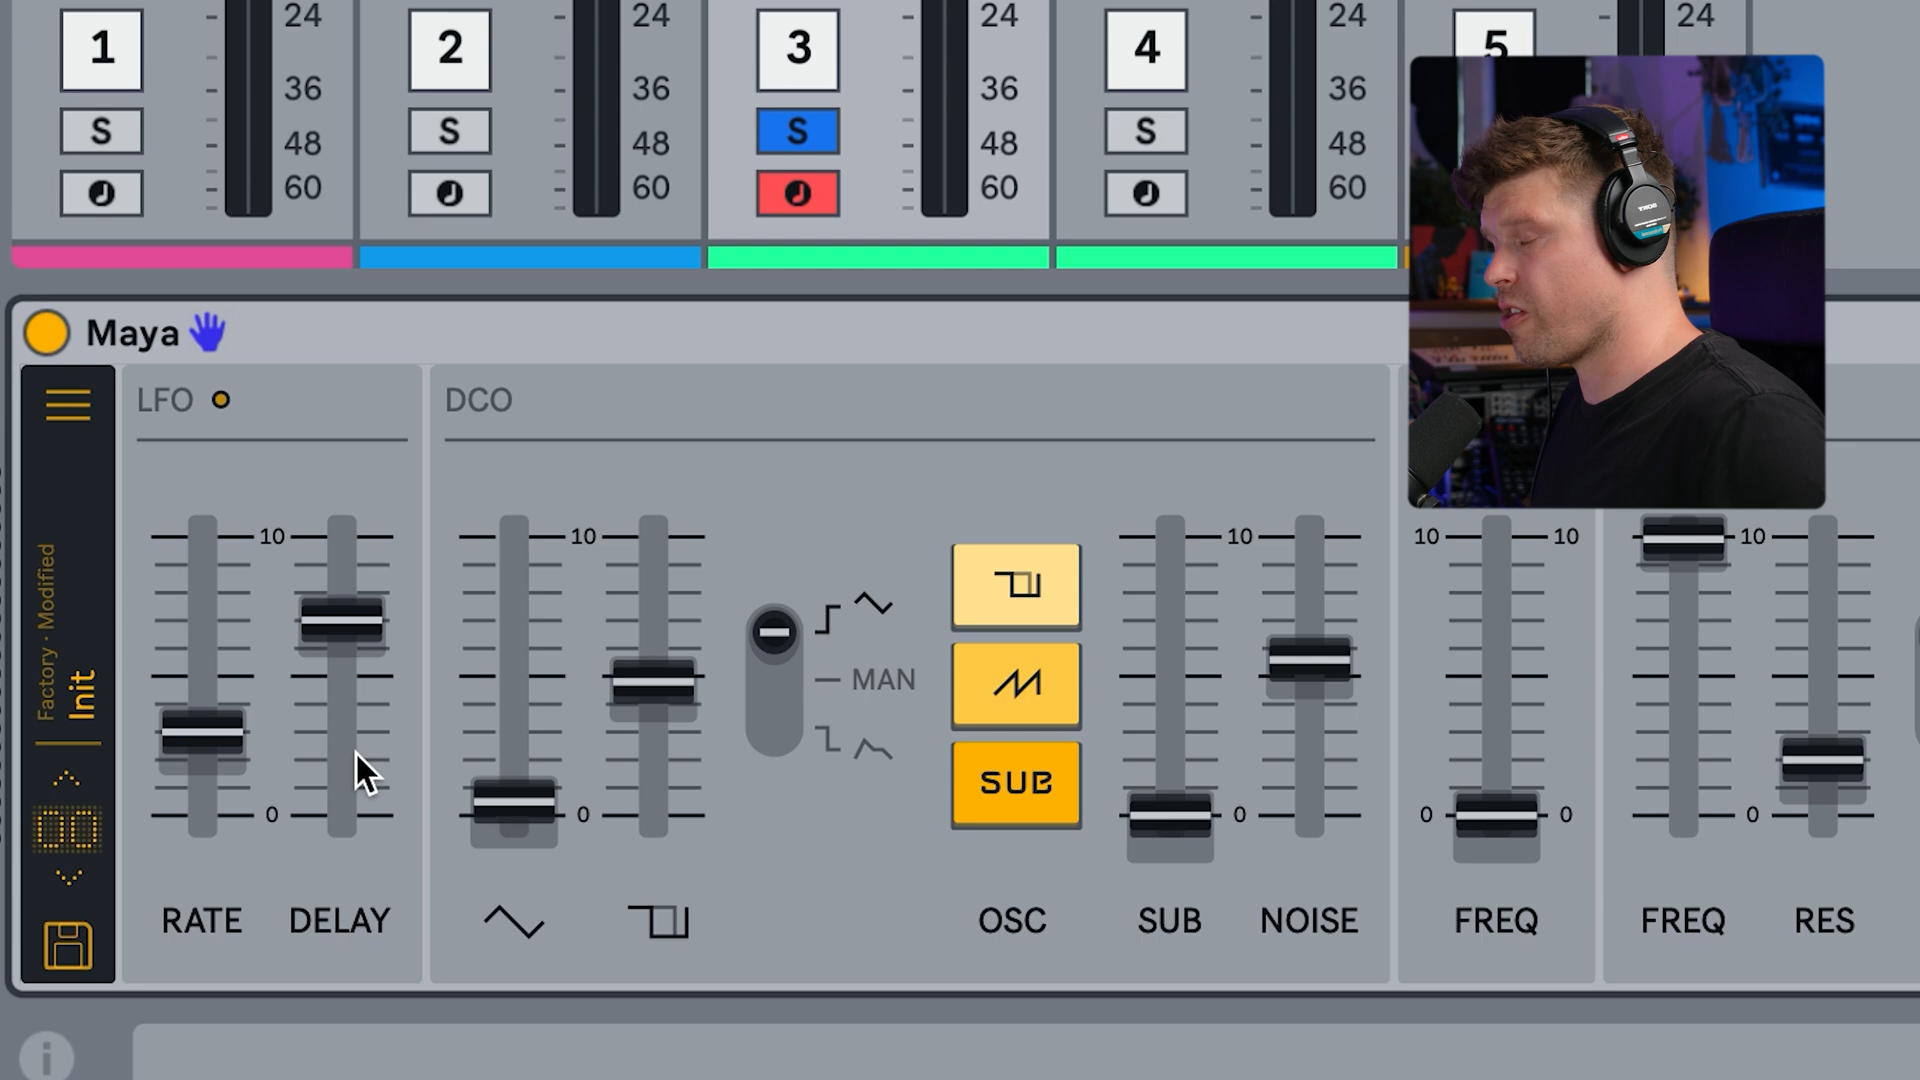 1 24 2 24 3 24 4 24 5 24
36 36 36 36
S 48 S 48 S 48 S 48
60 60 60 60
Maya
LFO DCO
10 10 10 10 10 10
MAN
SUB
0 0 0 0 0 0
RATE DELAY OSC SUB NOISE FREQ FREQ RES
Factory · Modified
Init
00
i